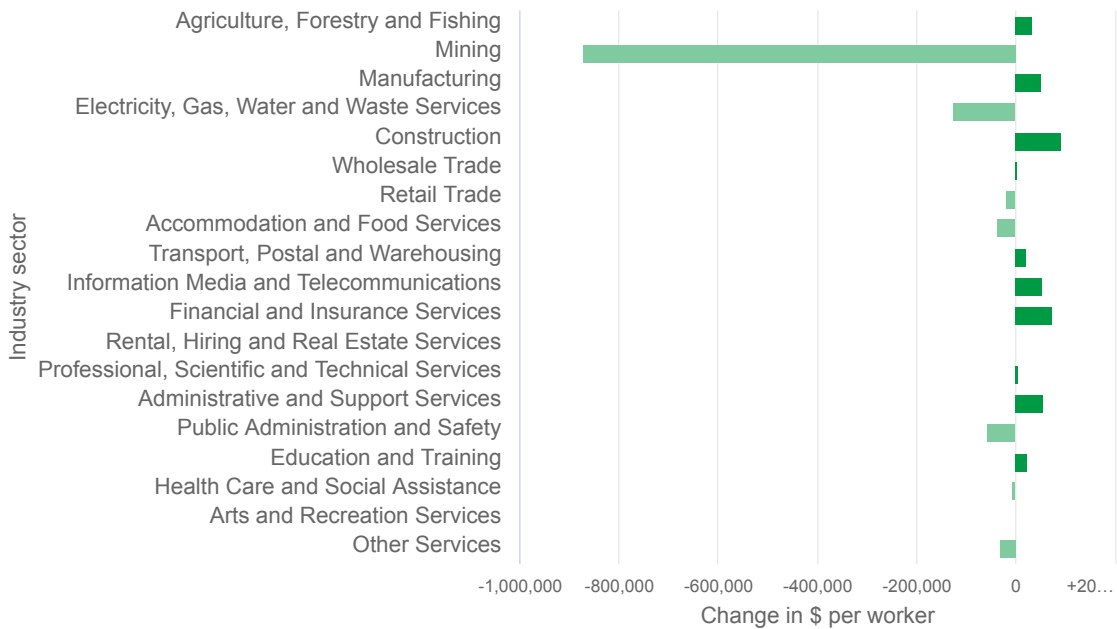 Agriculture, Forestry and Fishing
Mining
Manufacturing
Electricity, Gas, Water and Waste Services
Construction
Wholesale Trade
Retail Trade
Accommodation and Food Services
Transport, Postal and Warehousing
Information Media and Telecommunications
Financial and Insurance Services
Rental, Hiring and Real Estate Services
Professional, Scientific and Technical Services
Administrative and Support Services
Public Administration and Safety
Education and Training
Health Care and Social Assistance
Arts and Recreation Services
Other Services
Industry sector
-1,000,000 -800,000 -600,000 -400,000 -200,000 0 +20…
Change in $ per worker